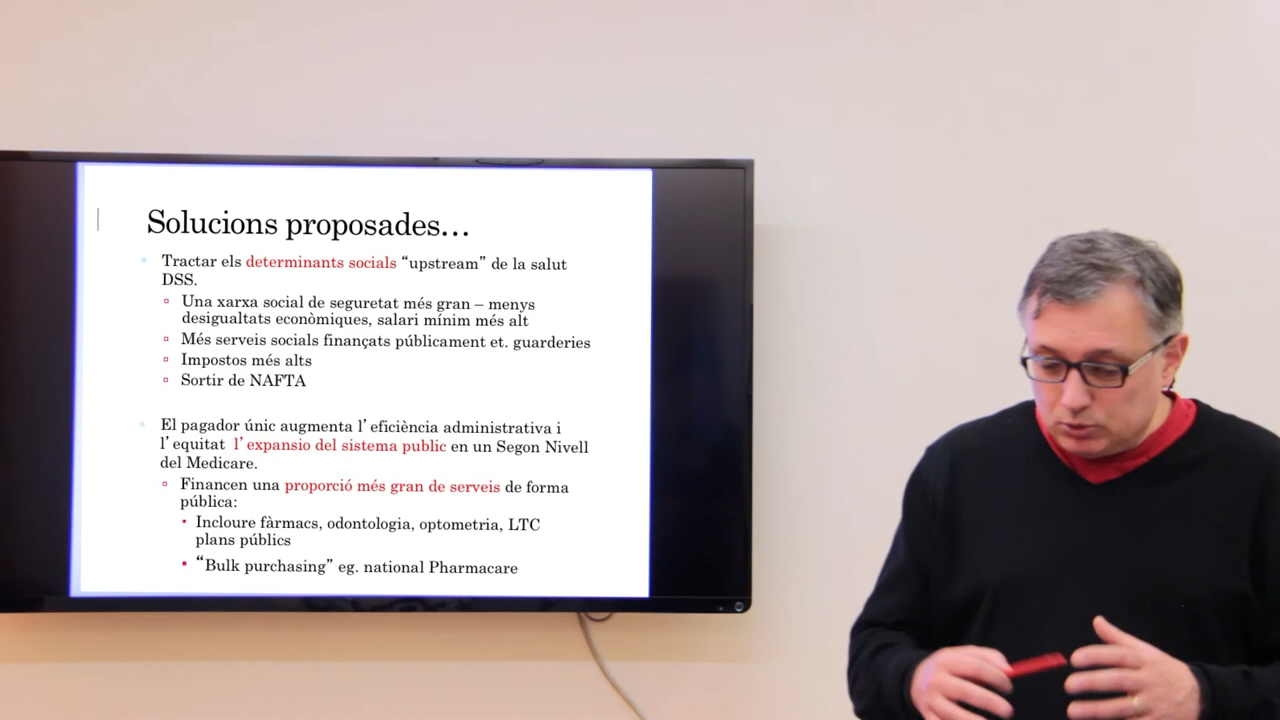 Solucions proposades...
Tractar els determinants socials “upstream” de la salut
DSS.
Una xarxa social de seguretat més gran – menys
desigualtats econòmiques, salari mínim més alt
Més serveis socials finançats públicament et. guarderies
Impostos més alts
Sortir de NAFTA
El pagador únic augmenta l’eficiència administrativa i
l’equitat l’expansio del sistema public en un Segon Nivell
del Medicare.
Financen una proporció més gran de serveis de forma
pública:
Incloure fàrmacs, odontologia, optometria, LTC
plans públics
“Bulk purchasing” eg. national Pharmacare